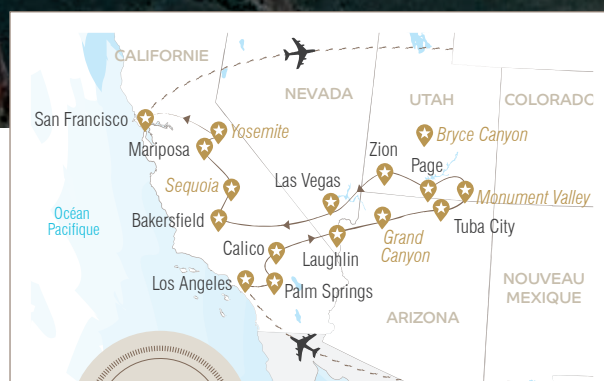 CALIFORNIE
NEVADA
UTAH
COLORADO
San Francisco
Yosemite
Bryce Canyon
Mariposa
Zion
Page
Sequoia
Las Vegas
Monument Valley
Océan
Pacifique
Bakersfield
Tuba City
Grand
Canyon
Calico
Laughlin
Los Angeles
Palm Springs
NOUVEAU
MEXIQUE
ARIZONA